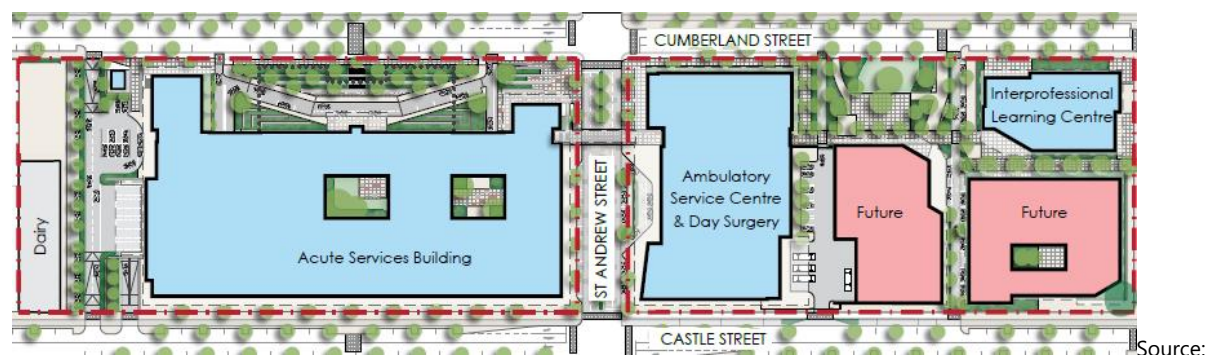 CUMBERLAND STREET
Interprofessional
Learning Centre
Ambulatory
Service Centre
& Day Surgery
Future
Future
Dairy
ST ANDREW STREET
Acute Services Building
CASTLE STREET
Source: